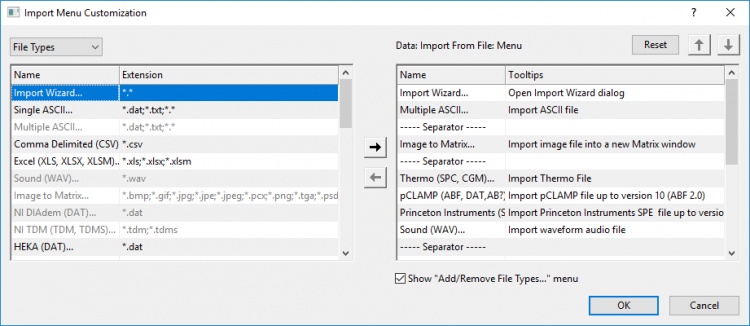 Import Menu Customization
File Types
Data: Import From File: Menu
Reset
Name Extension
Import Wizard... *.*
Single ASCII... *.dat;*.txt;*.*
Multiple ASCII... *.dat;*.txt;*.*
Comma Delimited (CSV) *.csv
Excel (XLS, XLSX, XLSM)... *.xls;*.xlsx;*.xlsm
Sound (WAV)... *.wav
Image to Matrix... *.bmp;*.gif;*.jpg;*.jpe;*.jpeg;*.pcx;*.png;*.tga;*.psd
NI DIAdem (DAT)... *.dat
NI TDM (TDM, TDMS)... *.tdm;*.tdms
HEKA (DAT)... *.dat
Name Tooltips
Import Wizard... Open Import Wizard dialog
Multiple ASCII... Import ASCII file
----- Separator -----
Image to Matrix... Import image file into a new Matrix window
----- Separator -----
Thermo (SPC, CGM)... Import Thermo File
pCLAMP (ABF, DAT,AB?) Import pCLAMP file up to version 10 (ABF 2.0)
Princeton Instruments (S Import Princeton Instruments SPE file up to versio
Sound (WAV)... Import waveform audio file
----- Separator -----
Show "Add/Remove File Types..." menu
OK
Cancel